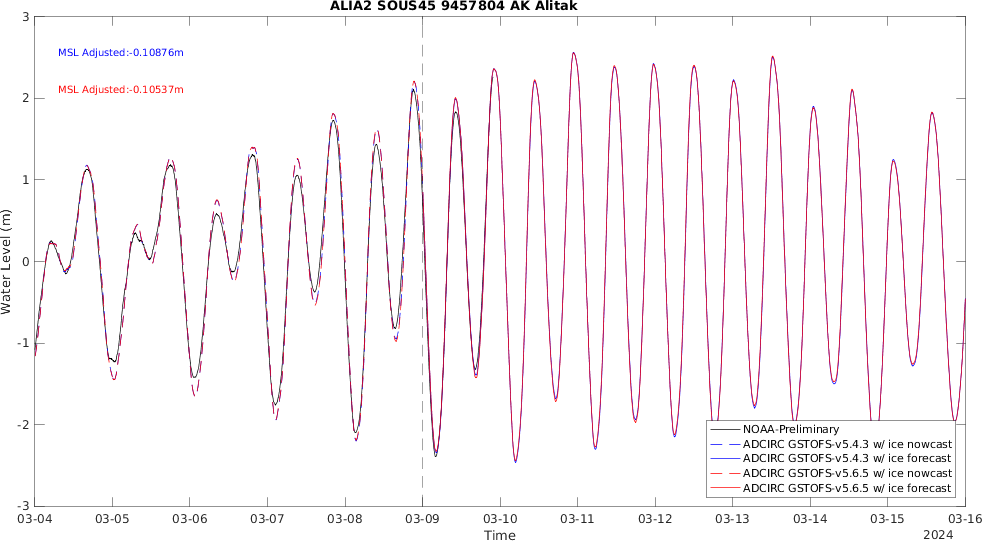 ALIA2 SOUS45 9457804 AK Alitak
MSL Adjusted:-0.10876m
MSL Adjusted:-0.10537m
Water Level (m)
3
2
1
0
-1
-2
-3
NOAA-Preliminary
ADCIRC GSTOFS-v5.4.3 w/ ice nowcast
ADCIRC GSTOFS-v5.4.3 w/ ice forecast
ADCIRC GSTOFS-v5.6.5 w/ ice nowcast
ADCIRC GSTOFS-v5.6.5 w/ ice forecast
03-04 03-05 03-06 03-07 03-08 03-09 03-10 03-11 03-12 03-13 03-14 03-15 03-16
Time
2024